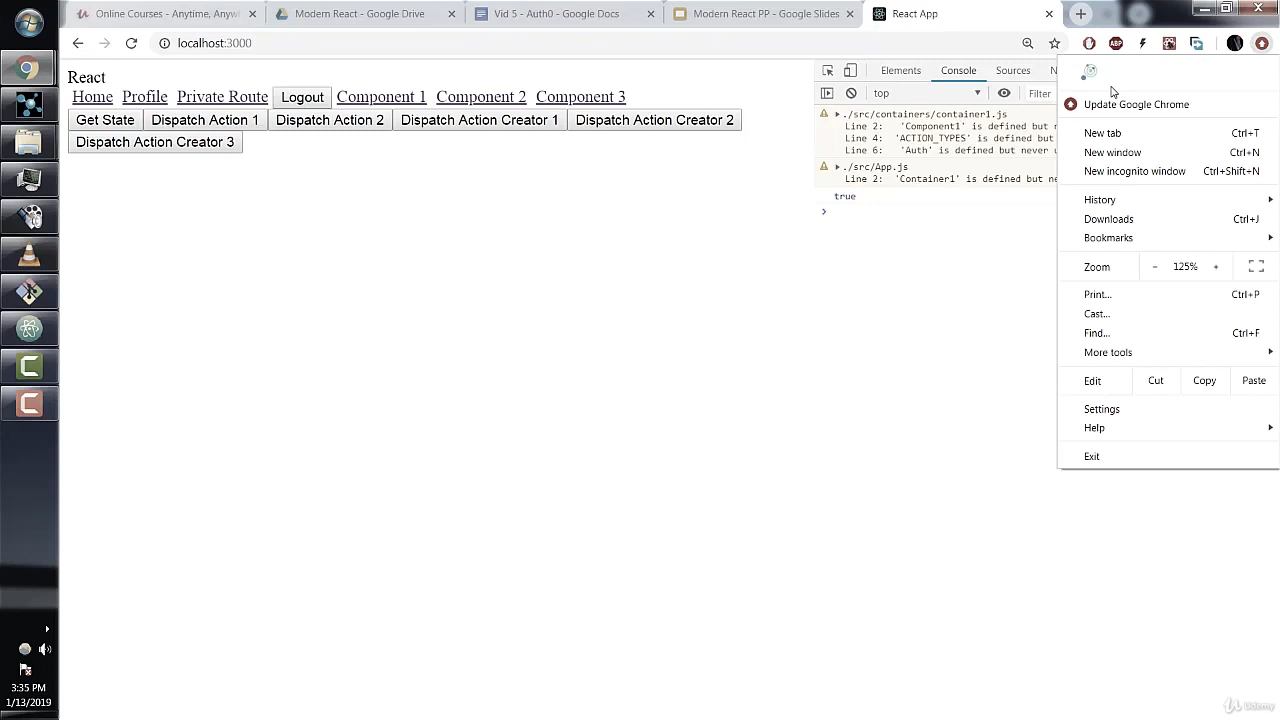 Online Courses - Anytime, Anyw
Modern React - Google Drive
Vid 5 - Auth0 - Google Docs
Modern React PP - Google Slides
React App
localhost:3000
ABP
React
Home Profile Private Route Logout Component 1 Component 2 Component 3
Get State Dispatch Action 1 Dispatch Action 2 Dispatch Action Creator 1 Dispatch Action Creator 2
Dispatch Action Creator 3
Elements Console Sources N
top Filter
./src/containers/container1.js
Line 2: 'Component1' is defined but n
Line 4: 'ACTION_TYPES' is defined but
Line 6: 'Auth' is defined but never u
./src/App.js
Line 2: 'Container1' is defined but ne
true
Update Google Chrome
New tab Ctrl+T
New window Ctrl+N
New incognito window Ctrl+Shift+N
History
Downloads Ctrl+J
Bookmarks
Zoom - 125% +
Print... Ctrl+P
Cast...
Find... Ctrl+F
More tools
Edit Cut Copy Paste
Settings
Help
Exit
3:35 PM
1/13/2019
Udemy